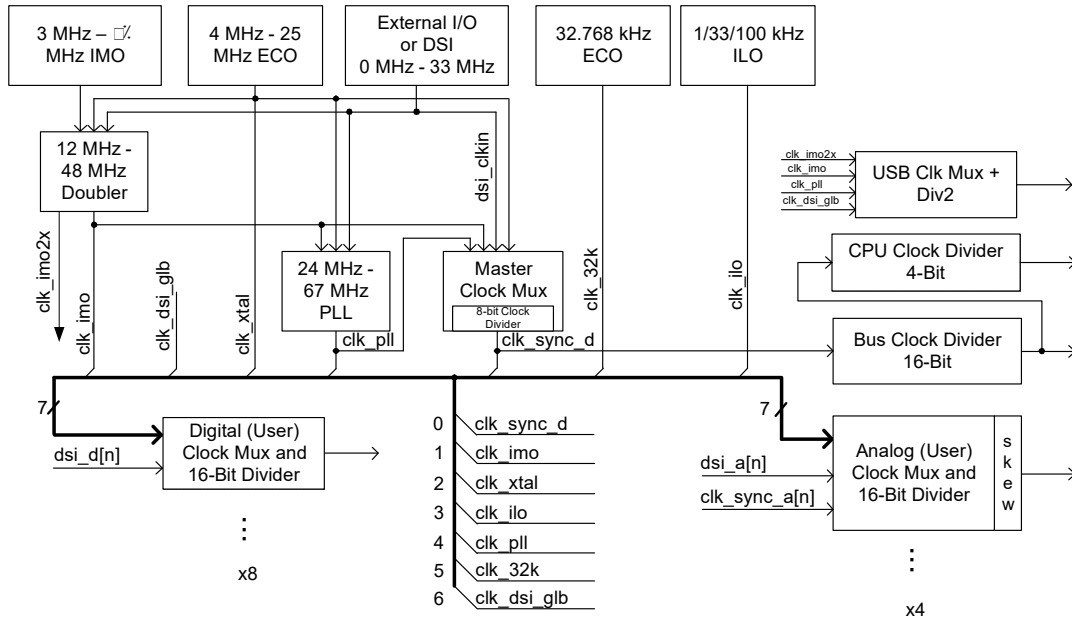 3 MHz –
MHz IMO
4 MHz - 25
MHz ECO
External I/O
or DSI
0 MHz - 33 MHz
32.768 kHz
ECO
1/33/100 kHz
ILO
12 MHz -
48 MHz
Doubler
dsi_clkin
clk_imo2x
clk_imo
clk_pll
clk_dsi_glb
USB Clk Mux +
Div2
clk_imo2x
clk_imo
clk_dsi_glb
clk_xtal
24 MHz -
67 MHz
PLL
clk_pll
Master
Clock Mux
8-bit Clock
Divider
clk_sync_d
clk_32k
clk_ilo
CPU Clock Divider
4-Bit
Bus Clock Divider
16-Bit
7
dsi_d[n]
Digital (User)
Clock Mux and
16-Bit Divider
x8
0 clk_sync_d
1 clk_imo
2 clk_xtal
3 clk_ilo
4 clk_pll
5 clk_32k
6 clk_dsi_glb
7
dsi_a[n]
clk_sync_a[n]
Analog (User)
Clock Mux and
16-Bit Divider
s
k
e
w
x4